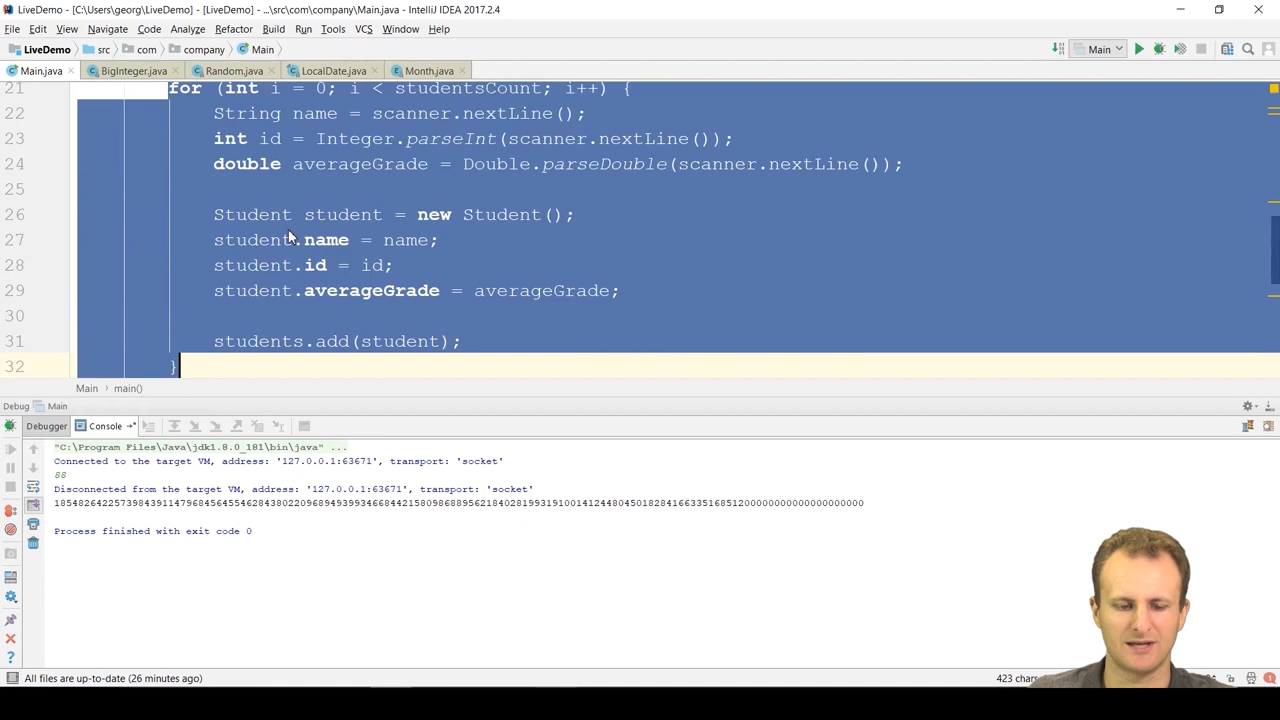 LiveDemo - [C:\Users\georg\LiveDemo] - [LiveDemo] - ...\src\com\company\Main.java - IntelliJ IDEA 2017.2.4
File Edit View Navigate Code Analyze Refactor Build Run Tools VCS Window Help
LiveDemo src com company Main Main
Main.java BigInteger.java Random.java LocalDate.java Month.java
21 for (int i = 0; i < studentsCount; i++) {
22 String name = scanner.nextLine();
23 int id = Integer.parseInt(scanner.nextLine());
24 double averageGrade = Double.parseDouble(scanner.nextLine());
25
26 Student student = new Student();
27 student.name = name;
28 student.id = id;
29 student.averageGrade = averageGrade;
30
31 students.add(student);
32 }
Main main()
Debug Main
Debugger Console
"C:\Program Files\Java\jdk1.8.0_181\bin\java" ...
Connected to the target VM, address: '127.0.0.1:63671', transport: 'socket'
88
Disconnected from the target VM, address: '127.0.0.1:63671', transport: 'socket'
Process finished with exit code 0
All files are up-to-date (26 minutes ago) 423